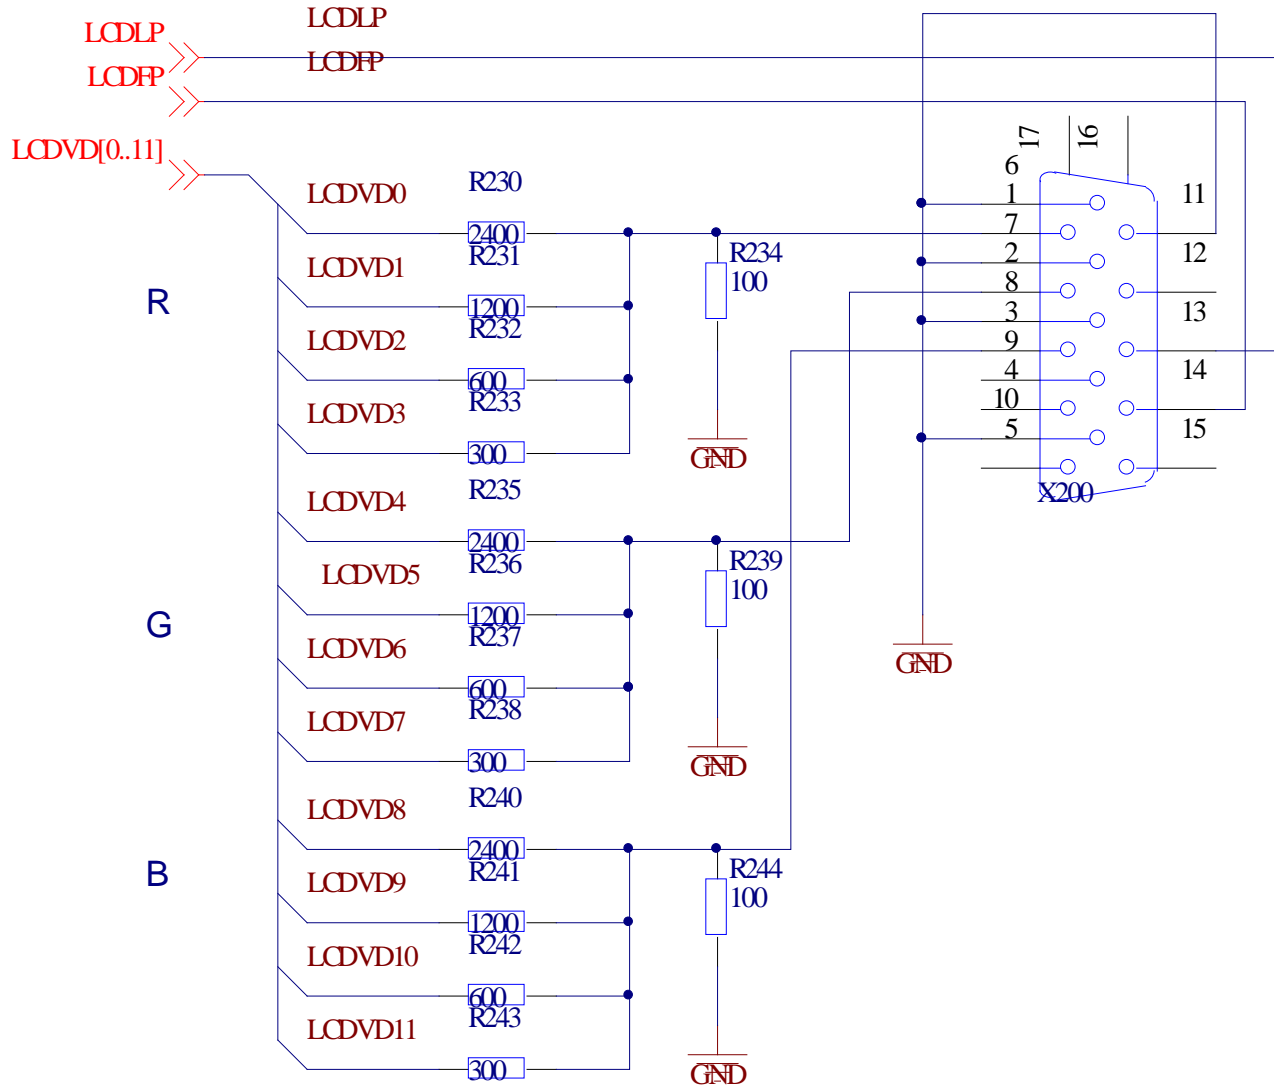 LCDLP
LCDLP
LCDFP
LCDFP
LCDVD[0..11]
17
16
6
R230
LCDVD0
1
11
2400
7
R231
R234
2
12
LCDVD1
100
8
R
1200
3
13
R232
LCDVD2
9
4
14
600
R233
10
LCDVD3
5
15
300
GND
R235
X200
LCDVD4
2400
R236
R239
LCDVD5
100
G
1200
R237
LCDVD6
GND
600
R238
LCDVD7
300
GND
R240
LCDVD8
2400
R241
R244
B
LCDVD9
100
1200
R242
LCDVD10
600
R243
LCDVD11
300
GND